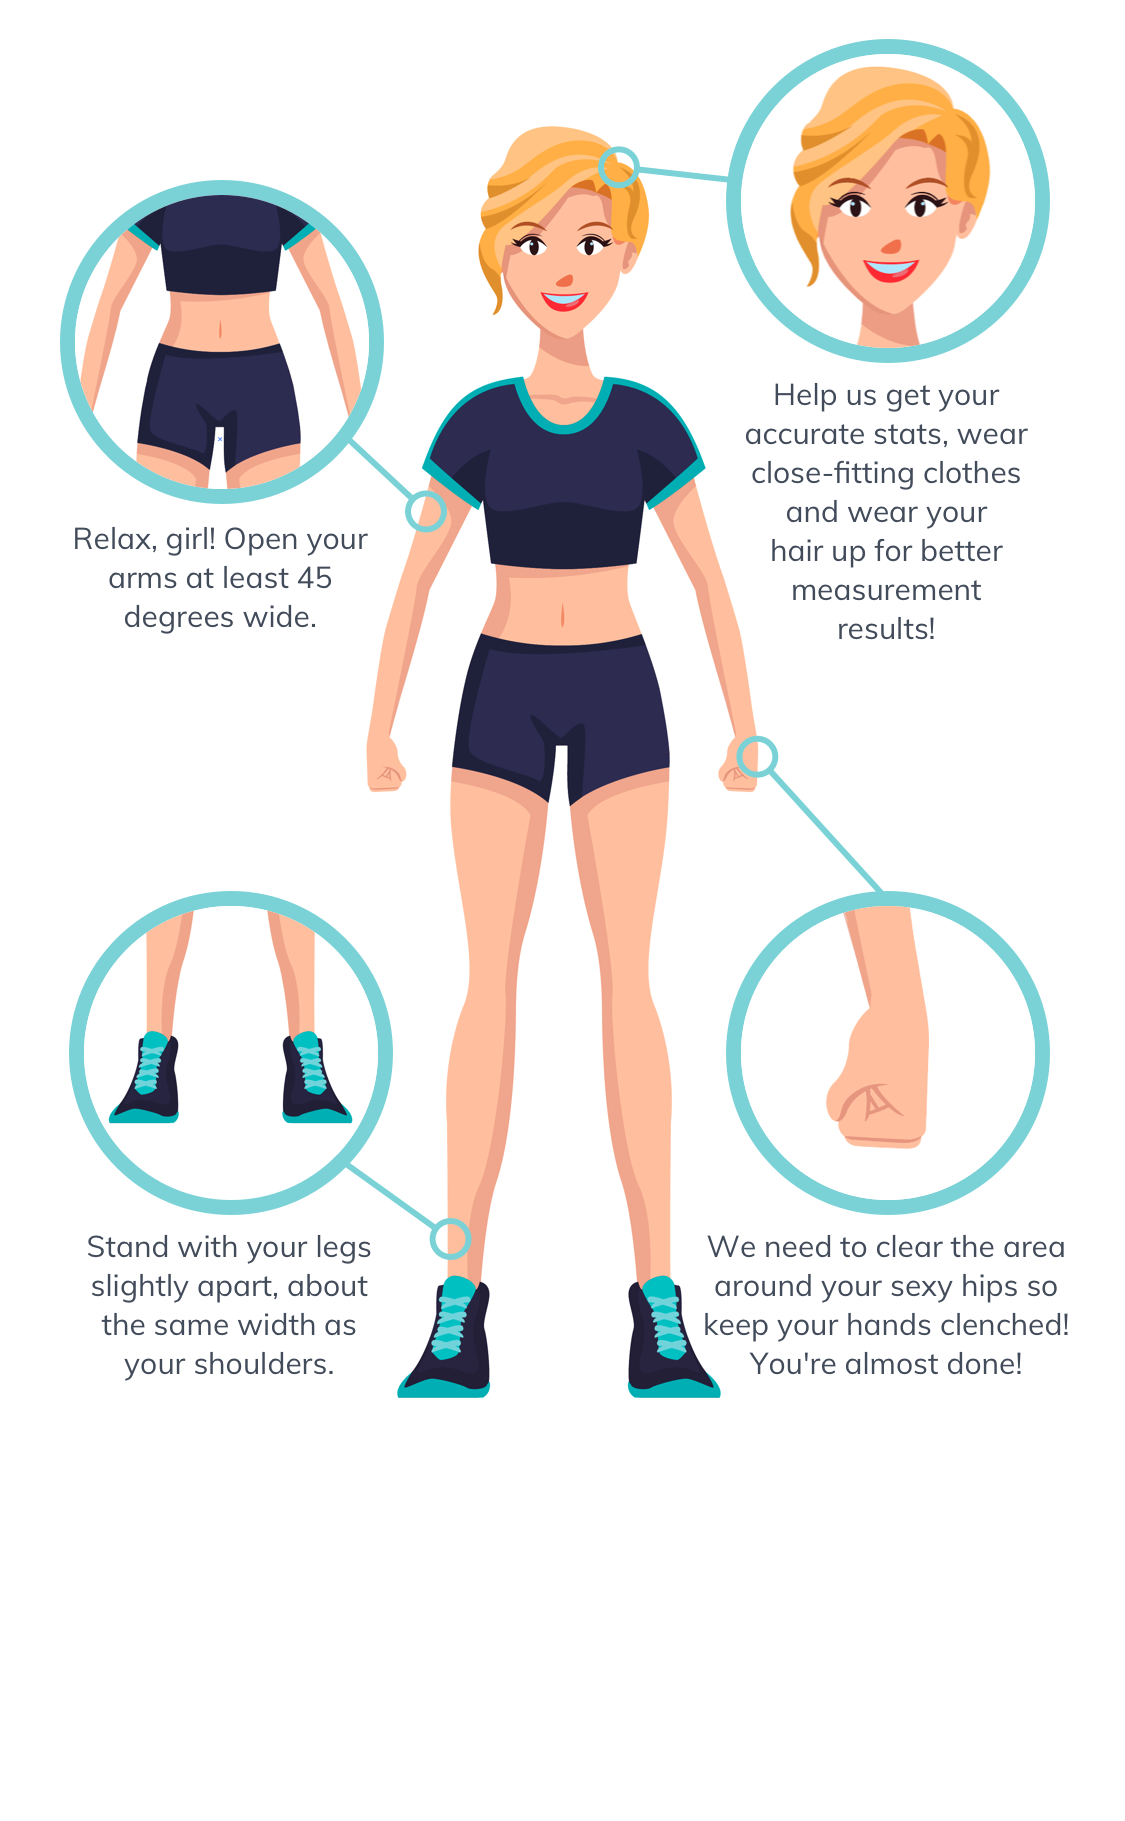 Help us get your
accurate stats, wear
close-fitting clothes
and wear your
hair up for better
measurement
results!
Relax, girl! Open your
arms at least 45
degrees wide.
Stand with your legs
slightly apart, about
the same width as
your shoulders.
We need to clear the area
around your sexy hips so
keep your hands clenched!
You're almost done!